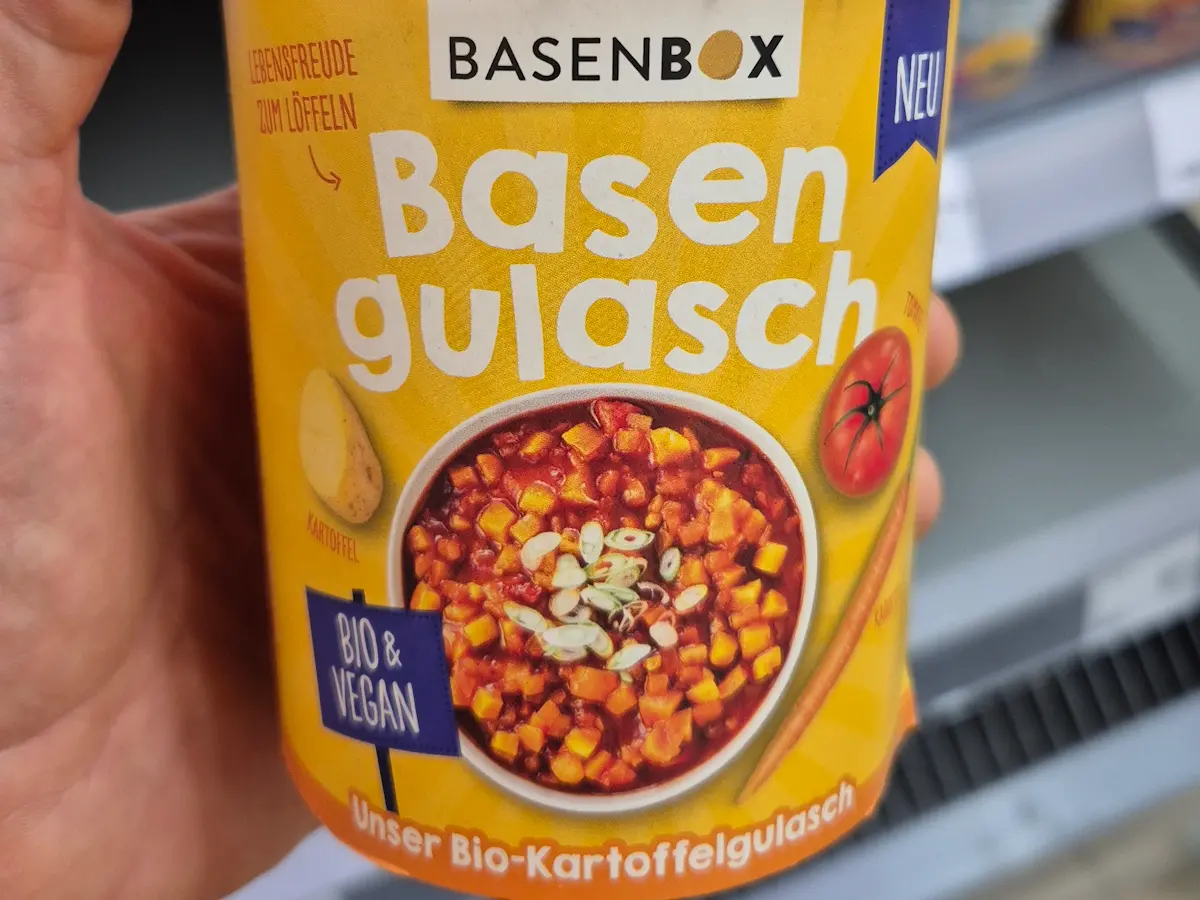 BASENBOX
LEBENSFREUDE
ZUM LÖFFELN
NEU
Basen
gulasch
KARTOFFEL
BIO &
VEGAN
Unser Bio-Kartoffelgulasch